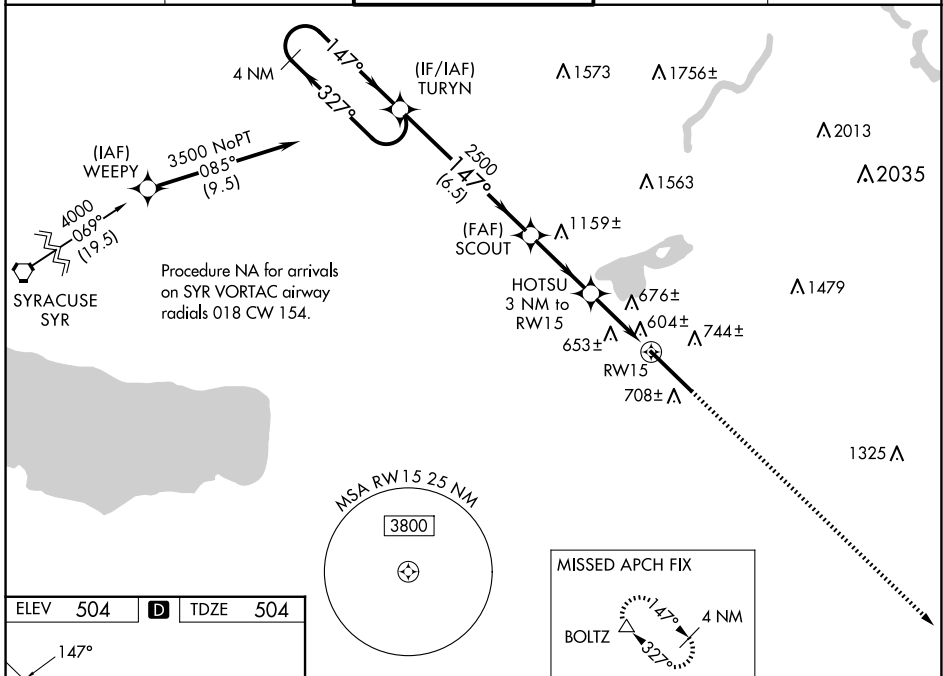 147°
327°
4 NM
(IF/IAF)
TURYN
1573
1756±
2013
2035
1563
(IAF)
WEEPY
3500 NoPT
085°
(9.5)
4000
069°
(19.5)
SYRACUSE
SYR
2500
147°
(6.5)
(FAF)
SCOUT
1159±
Procedure NA for arrivals
on SYR VORTAC airway
radials 018 CW 154.
HOTSU
3 NM to
RW15
676±
604±
653±
744±
1479
RW15
708±
1325
MSA RW15 25 NM
3800
MISSED APCH FIX
147°
4 NM
BOLTZ
327°
ELEV 504 D TDZE 504
147°